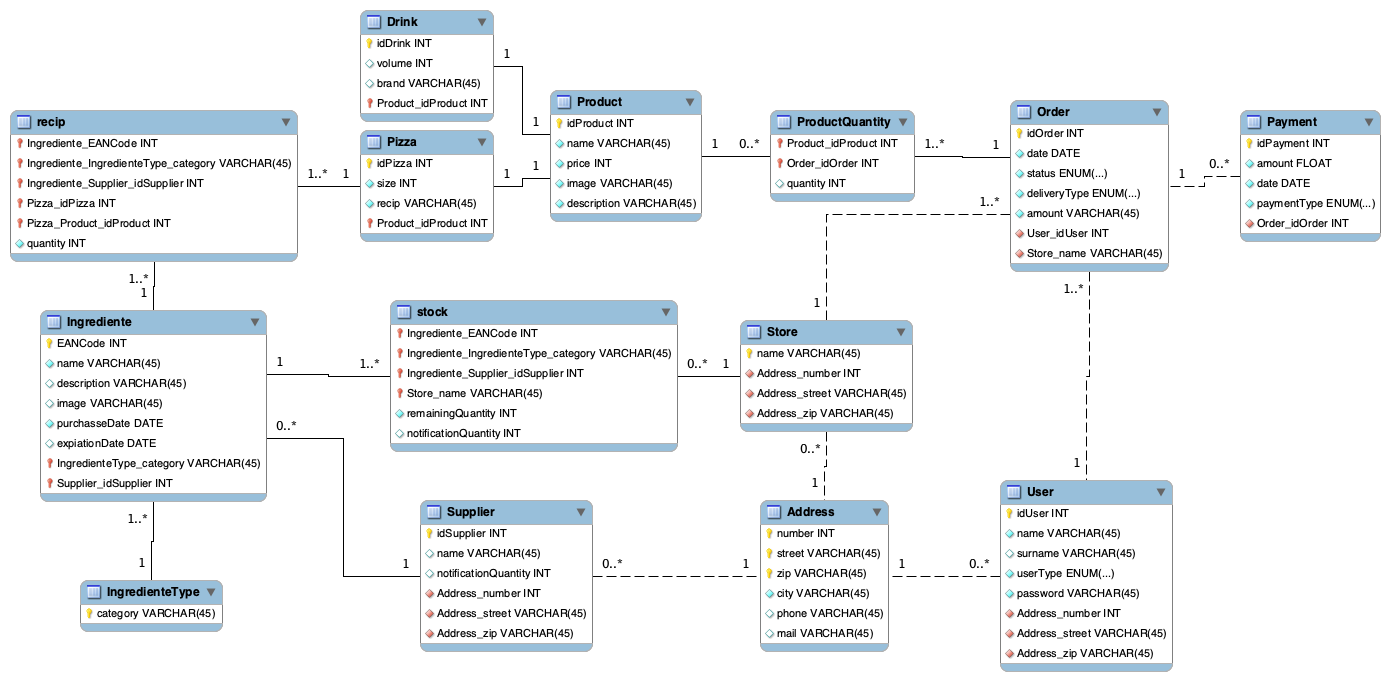 Drink
idDrink INT
volume INT
brand VARCHAR(45)
Product_idProduct INT
1
1
recip
Ingrediente_EANCode INT
Ingrediente_IngredienteType_category VARCHAR(45)
Ingrediente_Supplier_idSupplier INT
Pizza_idPizza INT
Pizza_Product_idProduct INT
quantity INT
1..*
1
Pizza
idPizza INT
size INT
recip VARCHAR(45)
Product_idProduct INT
1
1
Product
idProduct INT
name VARCHAR(45)
price INT
image VARCHAR(45)
description VARCHAR(45)
1
0..*
ProductQuantity
Product_idProduct INT
Order_idOrder INT
quantity INT
1..*
1
Order
idOrder INT
date DATE
status ENUM(...)
deliveryType ENUM(...)
amount VARCHAR(45)
User_idUser INT
Store_name VARCHAR(45)
1
0..*
Payment
idPayment INT
amount FLOAT
date DATE
paymentType ENUM(...)
Order_idOrder INT
1..*
1
1..*
1
1..*
1
Ingrediente
EANCode INT
name VARCHAR(45)
description VARCHAR(45)
image VARCHAR(45)
purchasseDate DATE
expiationDate DATE
IngredienteType_category VARCHAR(45)
Supplier_idSupplier INT
1
1..*
0..*
1
stock
Ingrediente_EANCode INT
Ingrediente_IngredienteType_category VARCHAR(45)
Ingrediente_Supplier_idSupplier INT
Store_name VARCHAR(45)
remainingQuantity INT
notificationQuantity INT
0..*
1
Store
name VARCHAR(45)
Address_number INT
Address_street VARCHAR(45)
Address_zip VARCHAR(45)
0..*
1
1..*
1
IngredienteType
category VARCHAR(45)
Supplier
idSupplier INT
name VARCHAR(45)
notificationQuantity INT
Address_number INT
Address_street VARCHAR(45)
Address_zip VARCHAR(45)
0..*
1
Address
number INT
street VARCHAR(45)
zip VARCHAR(45)
city VARCHAR(45)
phone VARCHAR(45)
mail VARCHAR(45)
1
0..*
User
idUser INT
name VARCHAR(45)
surname VARCHAR(45)
userType ENUM(...)
password VARCHAR(45)
Address_number INT
Address_street VARCHAR(45)
Address_zip VARCHAR(45)